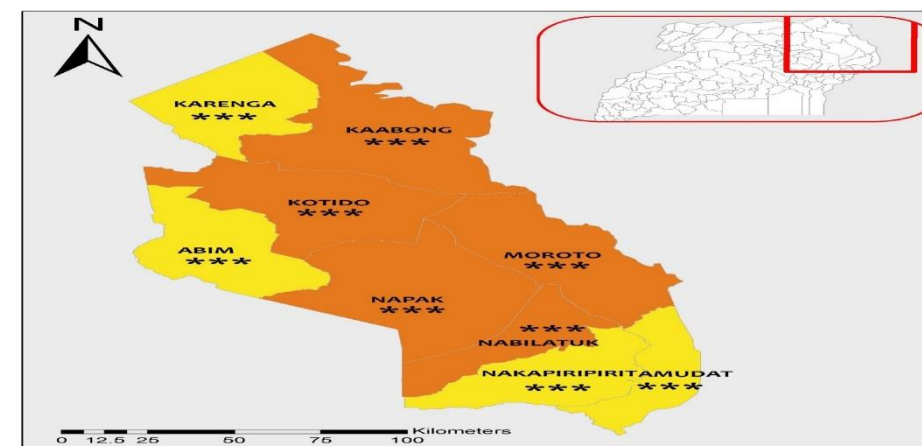 N
KARENGA
***
KAABONG
***
KOTIDO
***
ABIM
***
MOROTO
***
NAPAK
***
***
NABILATUK
NAKAPIRIPIRIT AMUDAT
*** ***
Kilometers
0 12.5 25 50 75 100